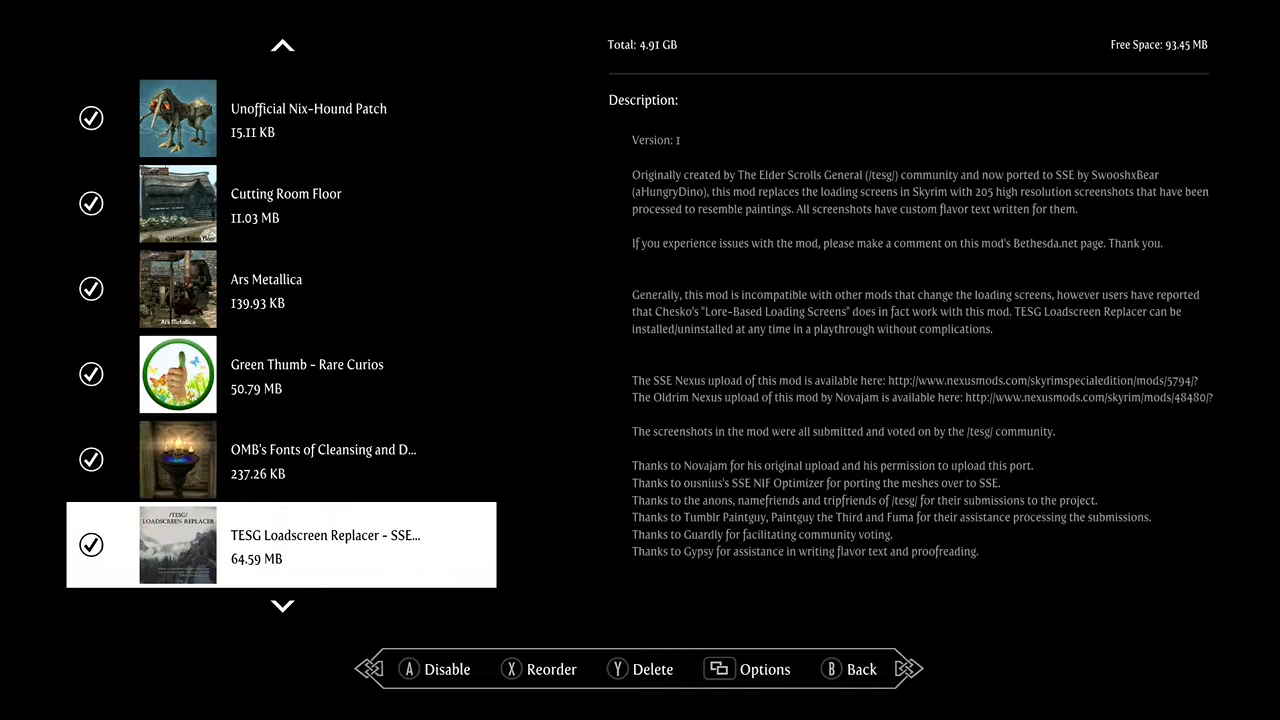 Total: 4.91 GB
Free Space: 93.45 MB
Unofficial Nix-Hound Patch
15.11 KB
Cutting Room Floor
11.03 MB
Cutting Room Floor
Ars Metallica
139.93 KB
Ars Metallica
Green Thumb - Rare Curios
50.79 MB
OMB's Fonts of Cleansing and D...
237.26 KB
/TESG/
LOADSCREEN REPLACER
TESG Loadscreen Replacer - SSE...
64.59 MB
Description:
Version: 1
Originally created by The Elder Scrolls General (/tesg/) community and now ported to SSE by SwooshxBear
(aHungryDino), this mod replaces the loading screens in Skyrim with 205 high resolution screenshots that have been
processed to resemble paintings. All screenshots have custom flavor text written for them.
If you experience issues with the mod, please make a comment on this mod's Bethesda.net page. Thank you.
Generally, this mod is incompatible with other mods that change the loading screens, however users have reported
that Chesko's "Lore-Based Loading Screens" does in fact work with this mod. TESG Loadscreen Replacer can be
installed/uninstalled at any time in a playthrough without complications.
The SSE Nexus upload of this mod is available here: http://www.nexusmods.com/skyrimspecialedition/mods/5794/?
The Oldrim Nexus upload of this mod by Novajam is available here: http://www.nexusmods.com/skyrim/mods/48480/?
The screenshots in the mod were all submitted and voted on by the /tesg/ community.
Thanks to Novajam for his original upload and his permission to upload this port.
Thanks to ousnius's SSE NIF Optimizer for porting the meshes over to SSE.
Thanks to the anons, namefriends and tripfriends of /tesg/ for their submissions to the project.
Thanks to Tumblr Paintguy, Paintguy the Third and Fuma for their assistance processing the submissions.
Thanks to Guardly for facilitating community voting.
Thanks to Gypsy for assistance in writing flavor text and proofreading.
A Disable X Reorder Y Delete Options B Back